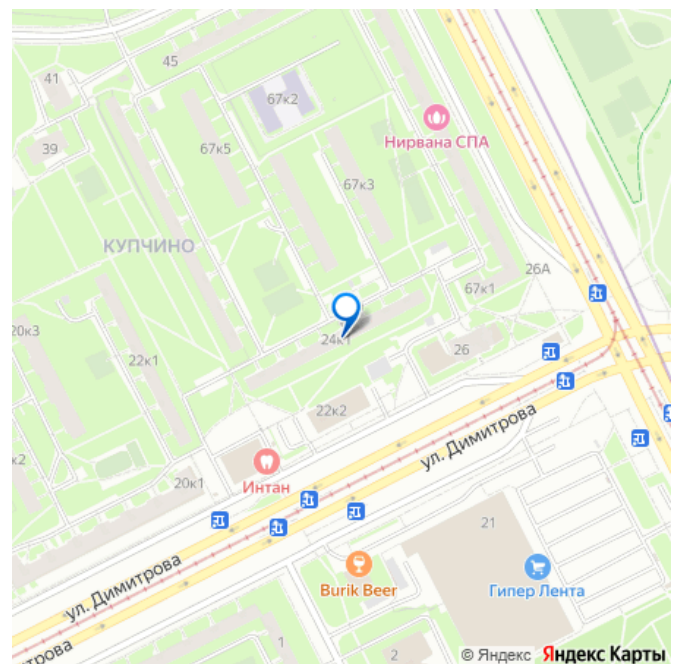 45
41
67к2
Нирвана СПА
39
67к5
67к3
КУПЧИНО
26А
67к1
20к3
24к1
26
22к1
22к2
ул. Димитрова
к2
20к1
Интан
21
Burik Beer
Гипер Лента
ул. Димитрова
1
2
митрова
© Яндекс Яндекс Карты